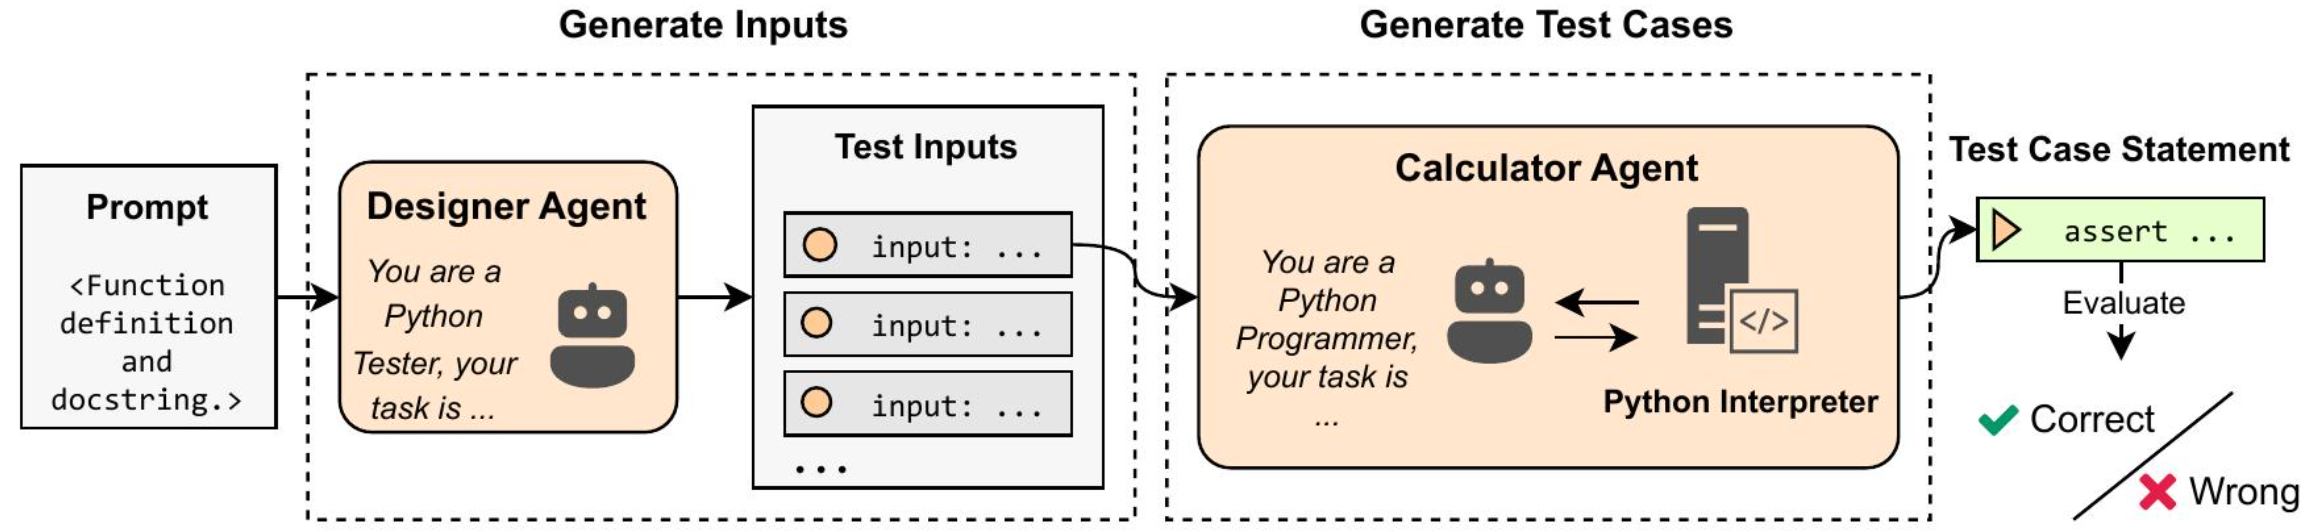 Generate Inputs
Generate Test Cases
Prompt
<Function
definition
and
docstring.>
Designer Agent
You are a
Python
Tester, your
task is ...
Test Inputs
input: ...
input: ...
input: ...
...
Calculator Agent
You are a
Python
Programmer,
your task is
...
</>
Python Interpreter
Test Case Statement
assert ...
Evaluate
Correct
Wrong